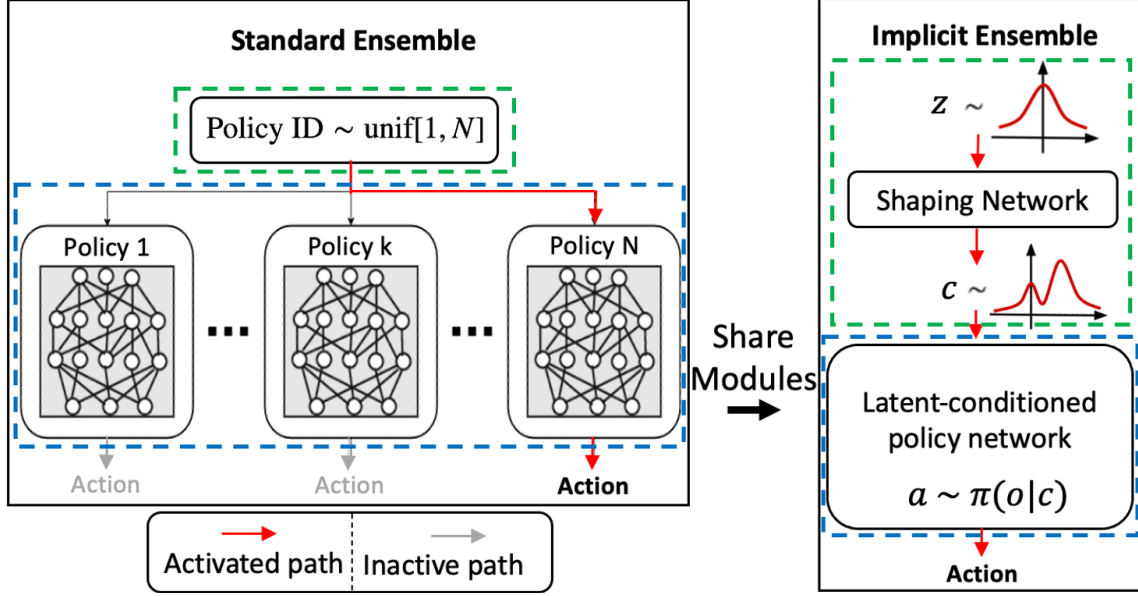 Standard Ensemble
Policy ID ~ unif[1, N]
Policy 1
Policy k
Policy N
...
...
Action
Action
Action
Activated path
Inactive path
Share
Modules
Implicit Ensemble
z ~
Shaping Network
c ~
Latent-conditioned
policy network
a ~ π(o|c)
Action